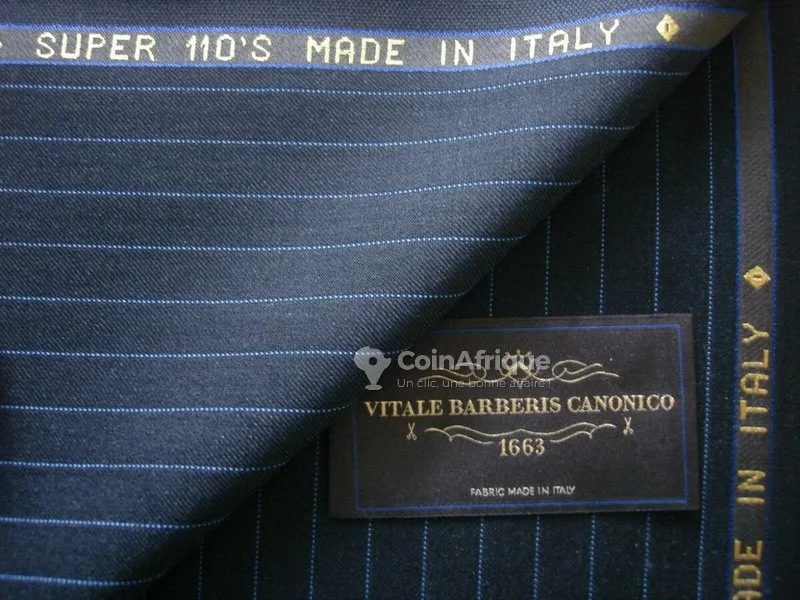 SUPER 110'S MADE IN ITALY
CoinAfrique
Un clic, une bonne affaire !
VITALE BARBERIS CANONICO
1663
FABRIC MADE IN ITALY
ADE IN ITALY